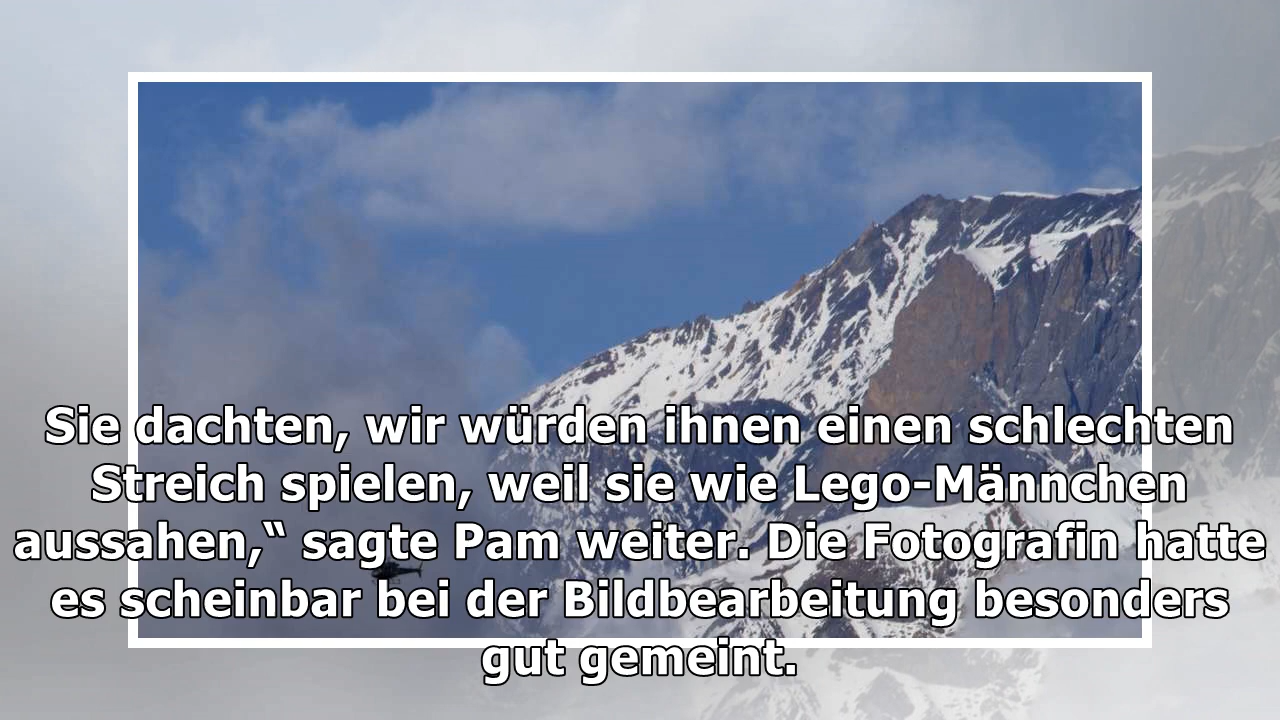 Sie dachten, wir würden ihnen einen schlechten
Streich spielen, weil sie wie Lego-Männchen
aussahen,“ sagte Pam weiter. Die Fotografin hatte
es scheinbar bei der Bildbearbeitung besonders
gut gemeint.